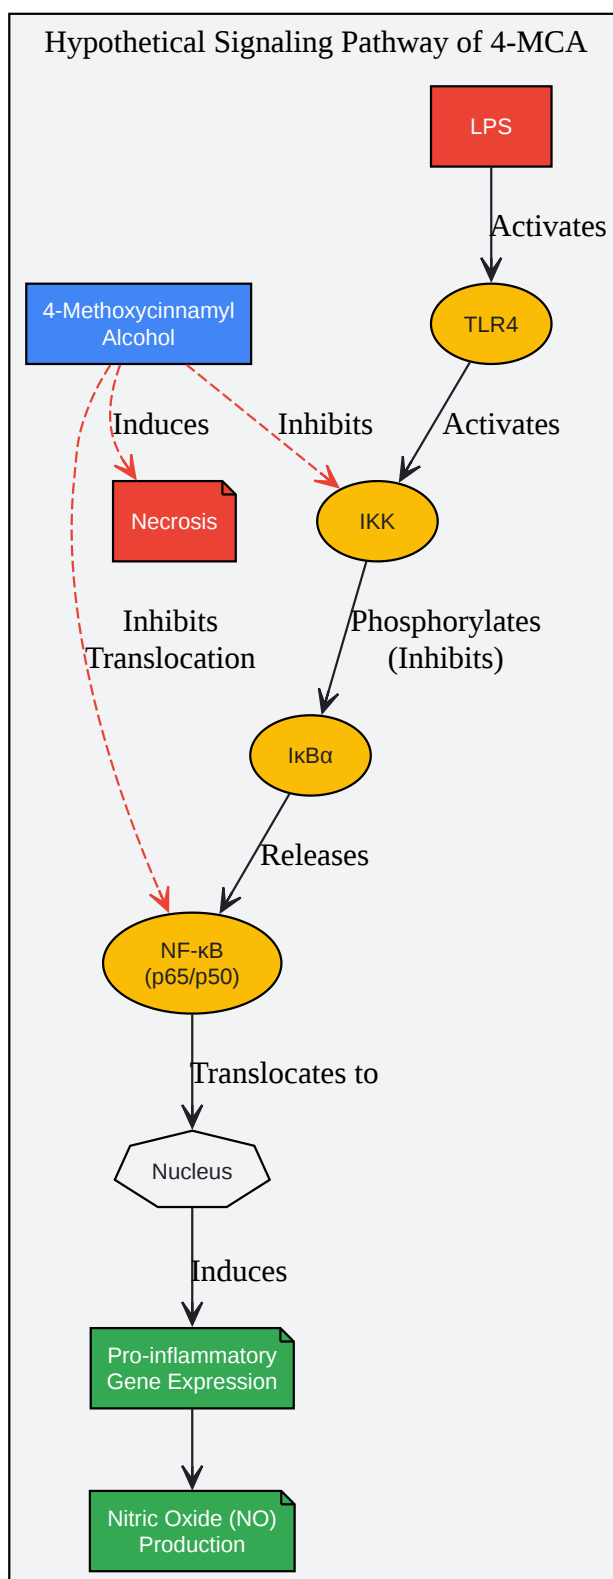 Hypothetical Signaling Pathway of 4-MCA
LPS
Activates
4-Methoxycinnamyl
Alcohol
TLR4
Induces
Inhibits
Activates
Necrosis
IKK
Inhibits
Translocation
Phosphorylates
(Inhibits)
IκBα
Releases
NF-κB
(p65/p50)
Translocates to
Nucleus
Induces
Pro-inflammatory
Gene Expression
Nitric Oxide (NO)
Production